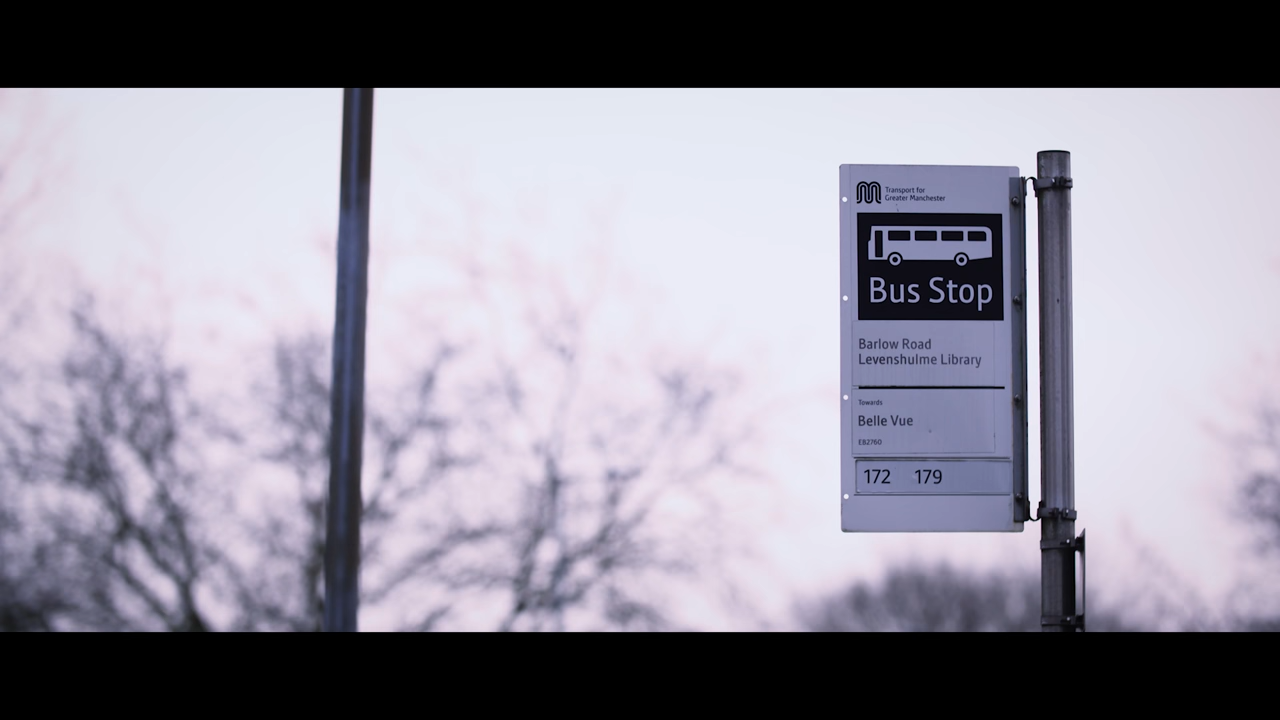 Transport for
Greater Manchester
Bus Stop
Barlow Road
Levenshulme Library
Towards
Belle Vue
EB2760
172 179